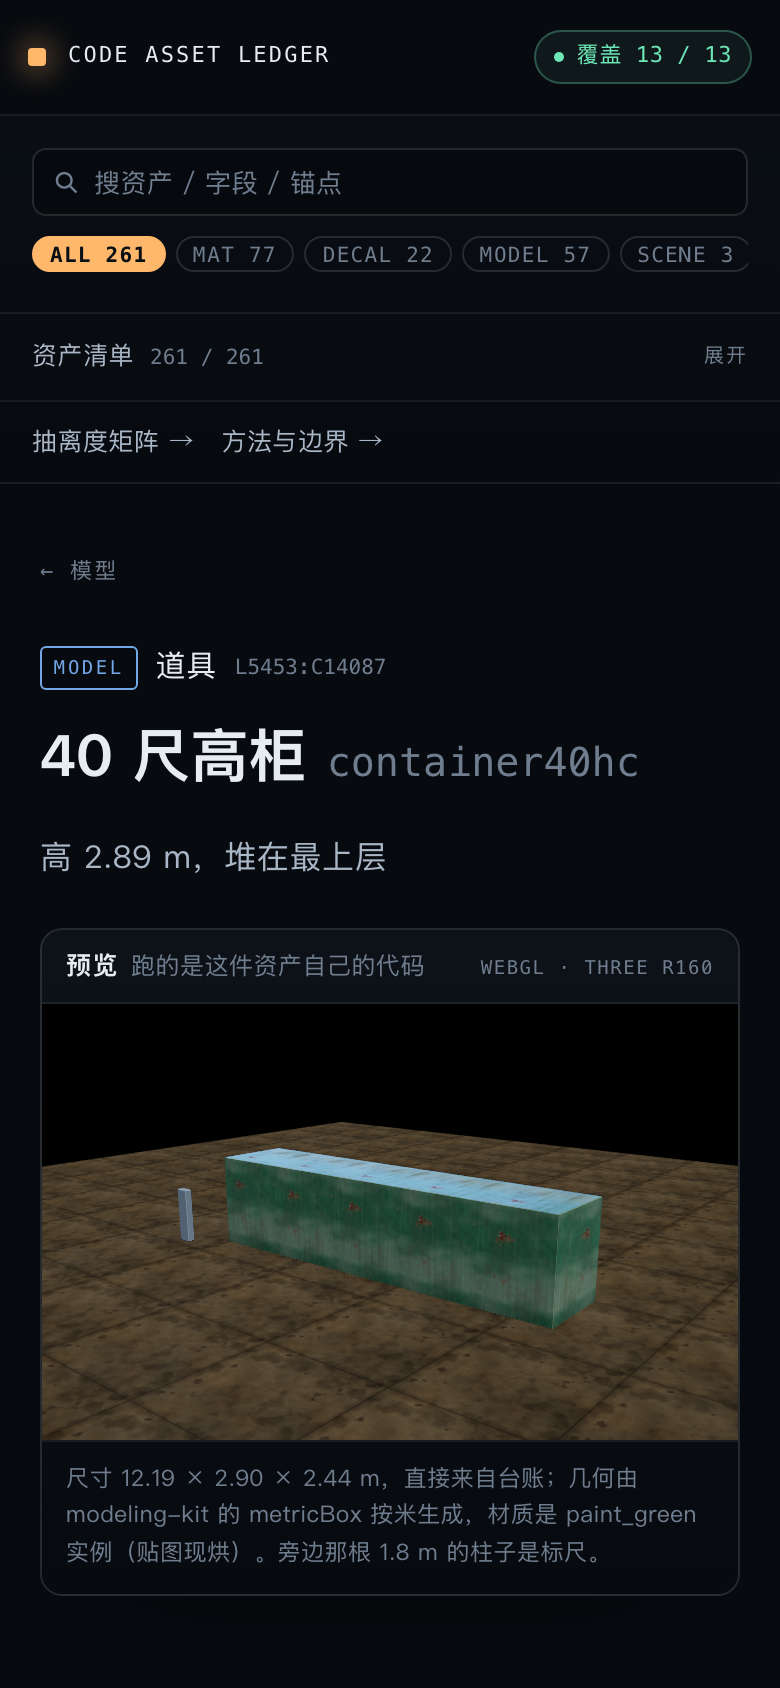 CODE ASSET LEDGER
覆盖 13 / 13
搜资产 / 字段 / 锚点
ALL 261
MAT 77
DECAL 22
MODEL 57
SCENE 3
资产清单 261 / 261
展开
抽离度矩阵 → 方法与边界 →
← 模型
MODEL 道具 L5453:C14087
40 尺高柜 container40hc
高 2.89 m，堆在最上层
预览 跑的是这件资产自己的代码 WEBGL · THREE R160
尺寸 12.19 × 2.90 × 2.44 m，直接来自台账；几何由
modeling-kit 的 metricBox 按米生成，材质是 paint_green
实例（贴图现烘）。旁边那根 1.8 m 的柱子是标尺。